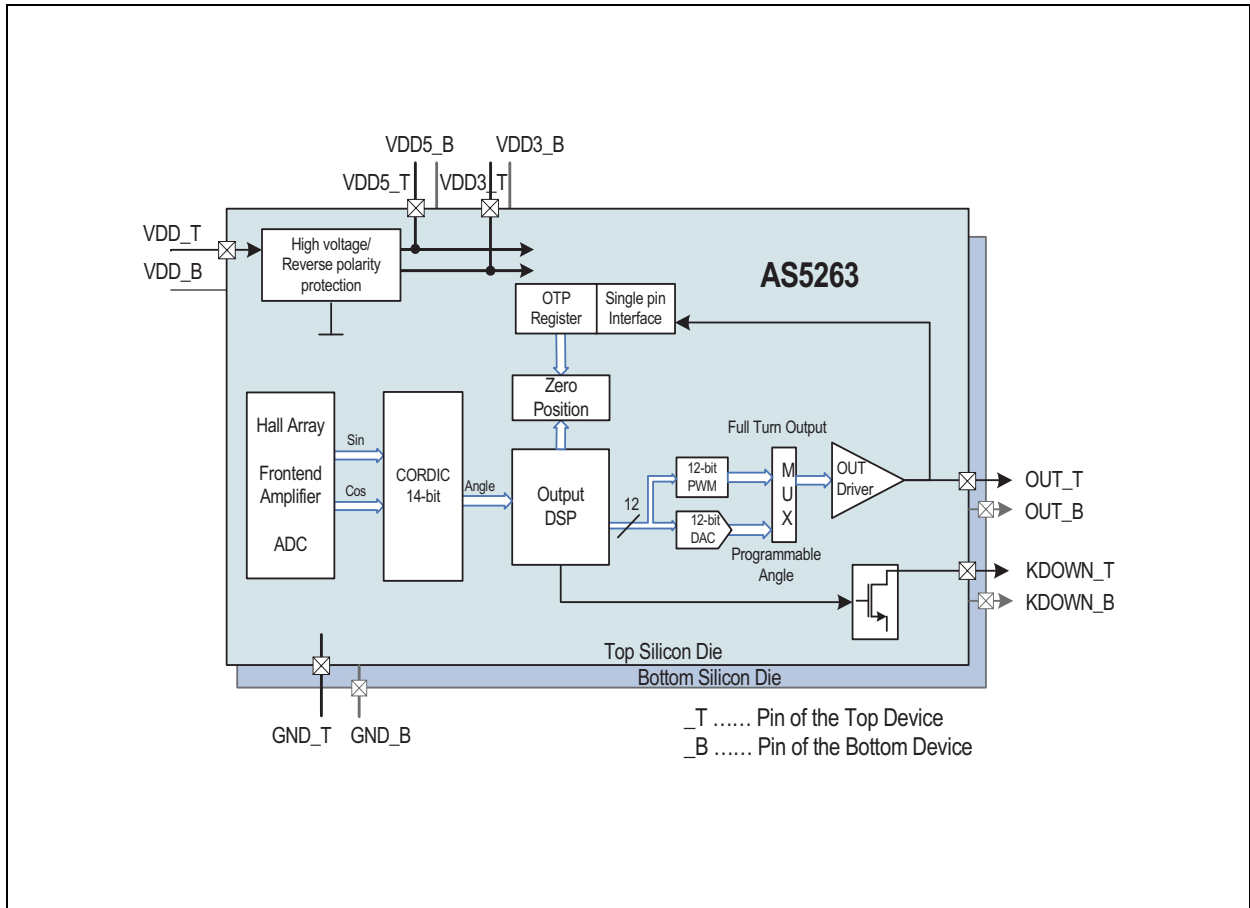 VDD5_B
VDD3_B
VDD5_T
VDD3_T
VDD_T
VDD_B
High voltage/
Reverse polarity
protection
AS5263
OTP
Register
Single pin
Interface
Zero
Position
Hall Array
Frontend
Amplifier
ADC
Sin
Cos
CORDIC
14-bit
Angle
Output
DSP
12
Full Turn Output
12-bit
PWM
12-bit
DAC
M
U
X
Programmable
Angle
OUT
Driver
OUT_T
OUT_B
KDOWN_T
KDOWN_B
Top Silicon Die
Bottom Silicon Die
GND_T
GND_B
_T …… Pin of the Top Device
_B …… Pin of the Bottom Device